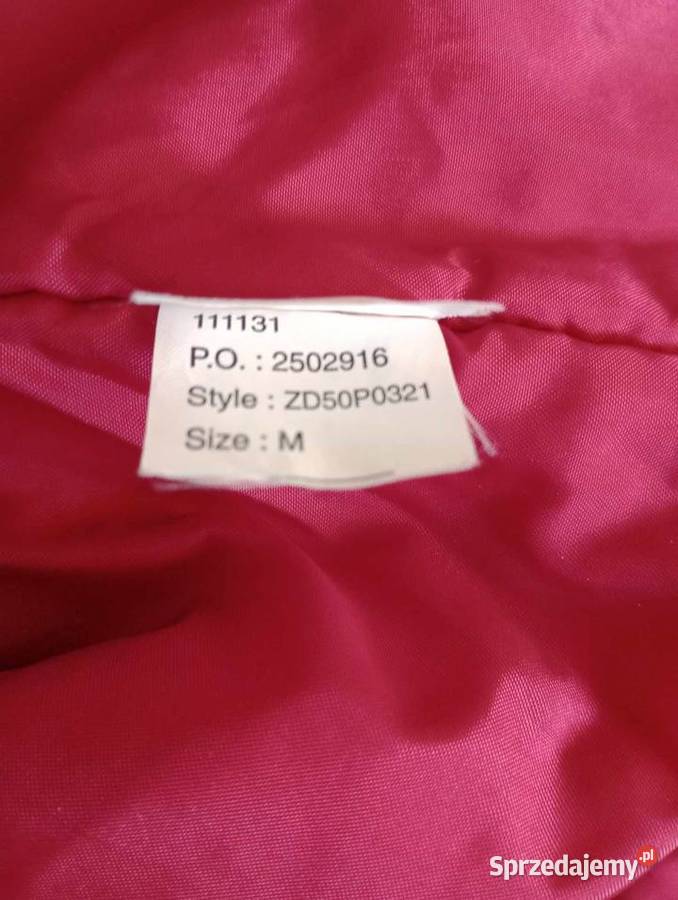 111131
P.O. : 2502916
Style : ZD50P0321
Size : M
Sprzedajemy.pl